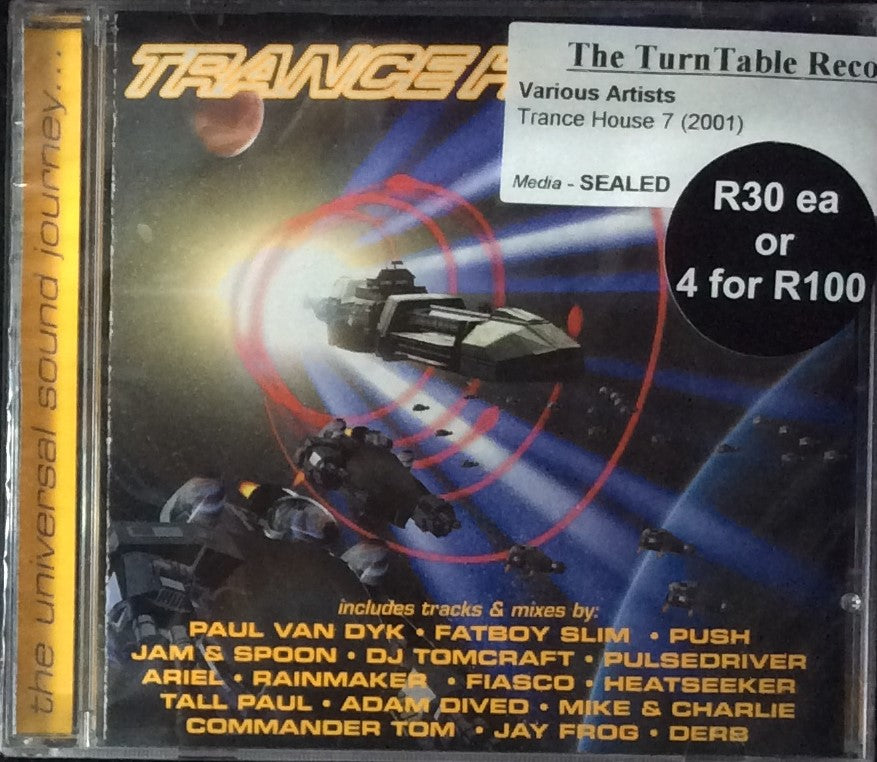 the universal sound journey....
TRANCE H
The TurnTable Reco
Various Artists
Trance House 7 (2001)
Media - SEALED
R30 ea
or
4 for R100
includes tracks & mixes by:
PAUL VAN DYK • FATBOY SLIM • PUSH
JAM & SPOON • DJ TOMCRAFT • PULSEDRIVER
ARIEL • RAINMAKER • FIASCO • HEATSEEKER
TALL PAUL • ADAM DIVED • MIKE & CHARLIE
COMMANDER TOM • JAY FROG • DERB